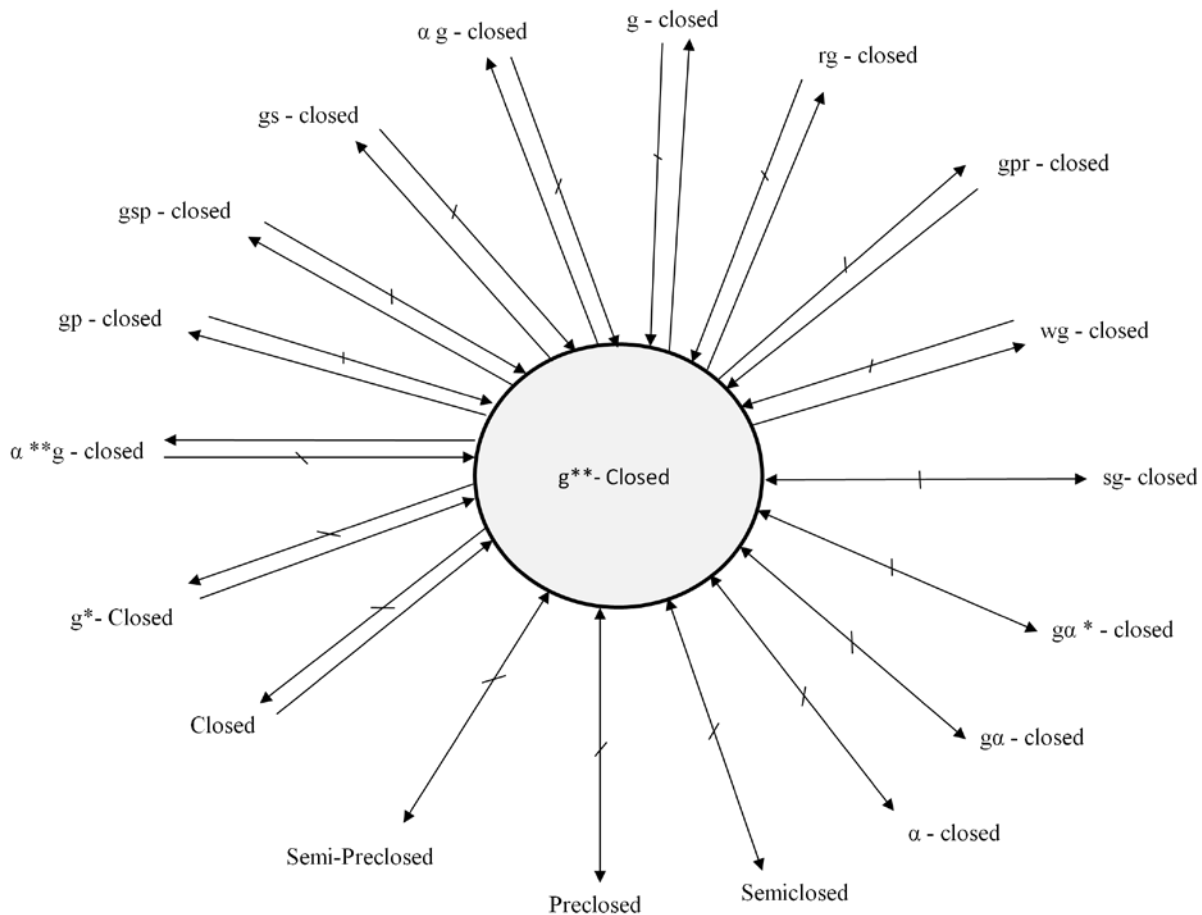 g - closed
α g - closed
rg - closed
gs - closed
gpr - closed
gsp - closed
gp - closed
wg - closed
α **g - closed
g**- Closed
sg- closed
g*- Closed
gα * - closed
Closed
gα - closed
α - closed
Semi-Preclosed
Semiclosed
Preclosed